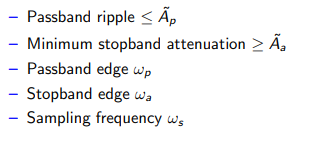 – Passband ripple ≤ Ã_p
– Minimum stopband attenuation ≥ Ã_a
– Passband edge ω_p
– Stopband edge ω_a
– Sampling frequency ω_s